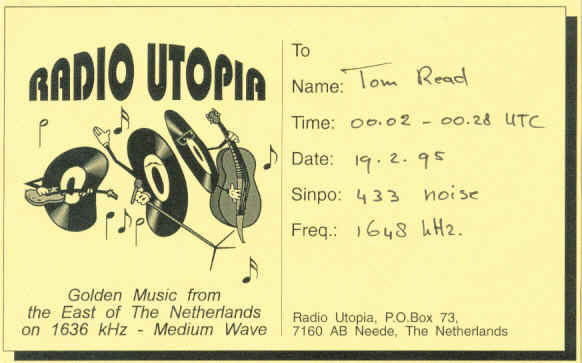 RADIO UTOPIA
Golden Music from
the East of The Netherlands
on 1636 kHz - Medium Wave
To
Name: Tom Read
Time: 00.02 - 00.28 UTC
Date: 19.2.95
Sinpo: 433 noise
Freq.: 1648 kHz.
Radio Utopia, P.O.Box 73,
7160 AB Neede, The Netherlands